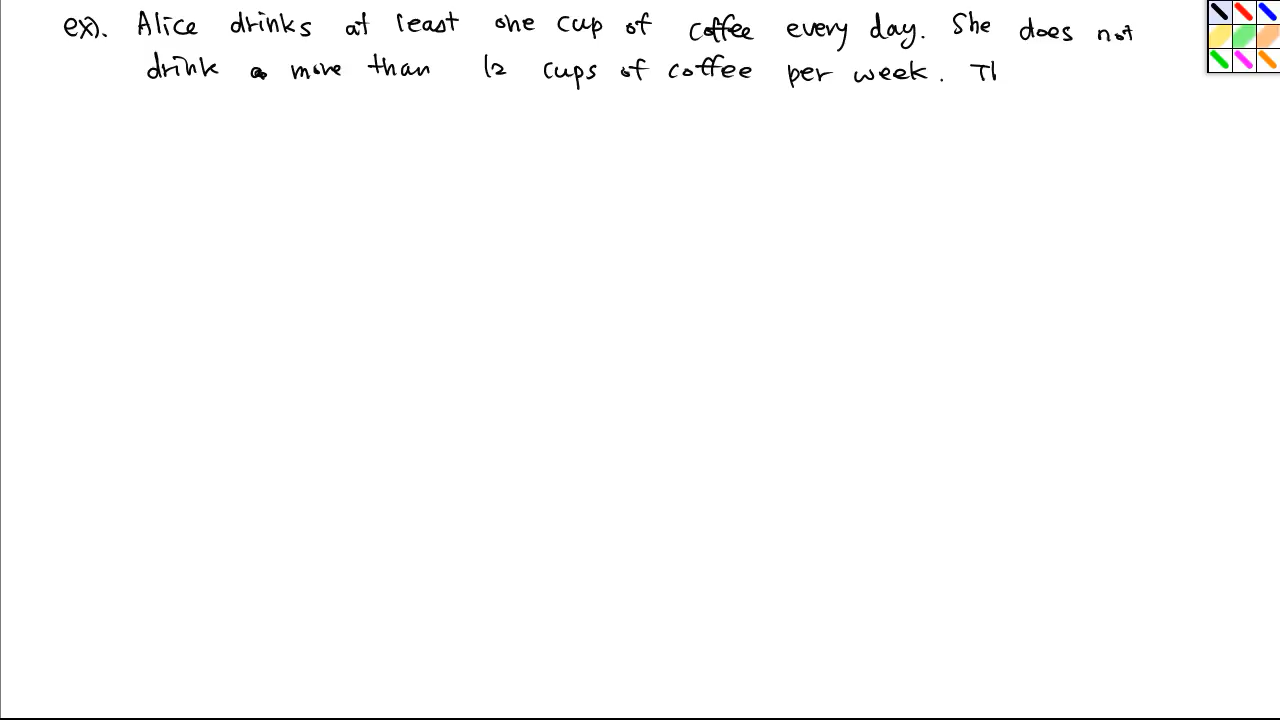 ex). Alice drinks at least one cup of coffee every day. She does not
drink more than 12 cups of coffee per week. Th